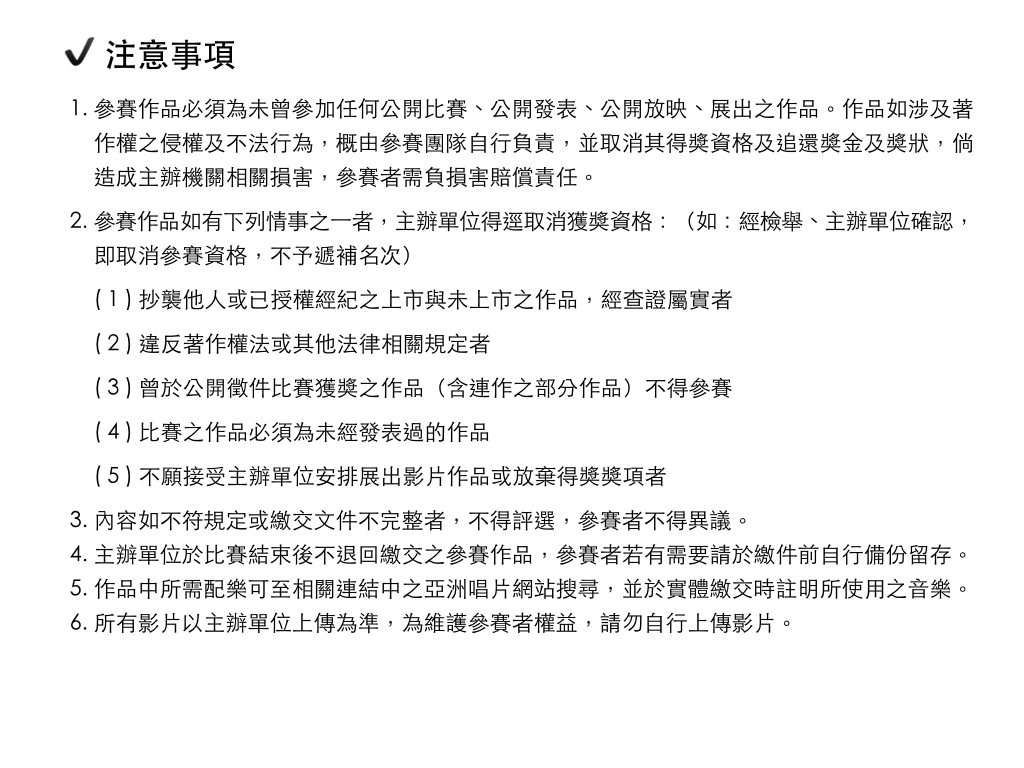 ✔ 注意事項
1. 參賽作品必須為未曾參加任何公開比賽、公開發表、公開放映、展出之作品。作品如涉及著
作權之侵權及不法行為，概由參賽團隊自行負責，並取消其得獎資格及追還獎金及獎狀，倘
造成主辦機關相關損害，參賽者需負損害賠償責任。
2. 參賽作品如有下列情事之一者，主辦單位得逕取消獲獎資格：（如：經檢舉、主辦單位確認，
即取消參賽資格，不予遞補名次）
( 1 ) 抄襲他人或已授權經紀之上市與未上市之作品，經查證屬實者
( 2 ) 違反著作權法或其他法律相關規定者
( 3 ) 曾於公開徵件比賽獲獎之作品（含連作之部分作品）不得參賽
( 4 ) 比賽之作品必須為未經發表過的作品
( 5 ) 不願接受主辦單位安排展出影片作品或放棄得獎獎項者
3. 內容如不符規定或繳交文件不完整者，不得評選，參賽者不得異議。
4. 主辦單位於比賽結束後不退回繳交之參賽作品，參賽者若有需要請於繳件前自行備份留存。
5. 作品中所需配樂可至相關連結中之亞洲唱片網站搜尋，並於實體繳交時註明所使用之音樂。
6. 所有影片以主辦單位上傳為準，為維護參賽者權益，請勿自行上傳影片。